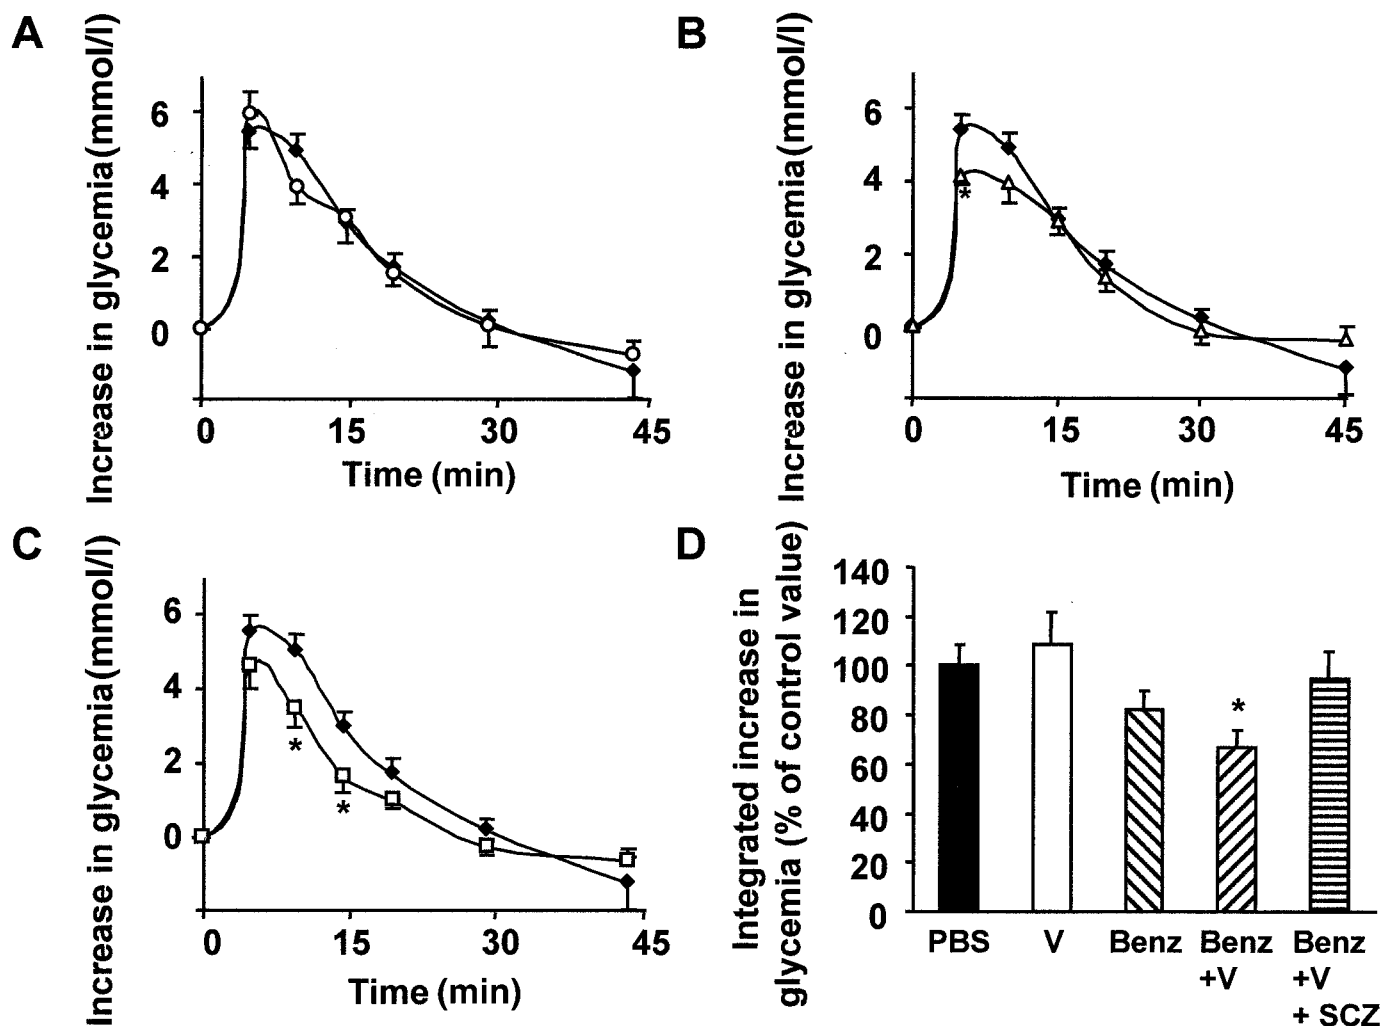 A
Increase in glycemia(mmol/l)
6
4
2
0
0 15 30 45
Time (min)
B
Increase in glycemia(mmol/l)
6
4
2
0
*
0 15 30 45
Time (min)
C
Increase in glycemia(mmol/l)
6
4
2
0
*
*
0 15 30 45
Time (min)
D
Integrated increase in
glycemia (% of control value)
140
120
100
80
60
40
20
0
*
PBS V Benz Benz Benz
+V +V
+ SCZ